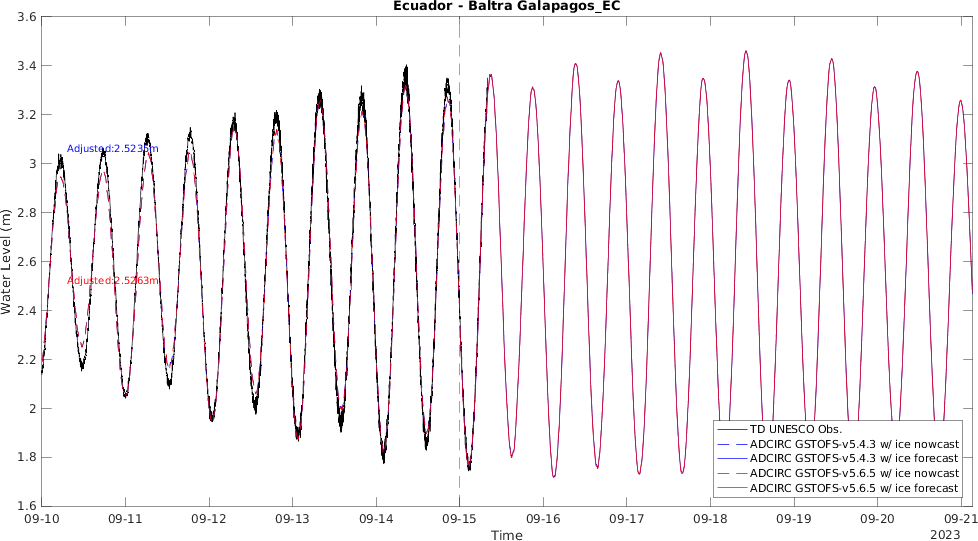 Ecuador - Baltra Galapagos_EC
3.6
3.4
3.2
3
2.8
2.6
2.4
2.2
2
1.8
1.6
Water Level (m)
Adjusted:2.5235m
Adjusted:2.5263m
TD UNESCO Obs.
ADCIRC GSTOFS-v5.4.3 w/ ice nowcast
ADCIRC GSTOFS-v5.4.3 w/ ice forecast
ADCIRC GSTOFS-v5.6.5 w/ ice nowcast
ADCIRC GSTOFS-v5.6.5 w/ ice forecast
09-10 09-11 09-12 09-13 09-14 09-15 09-16 09-17 09-18 09-19 09-20 09-21
Time
2023